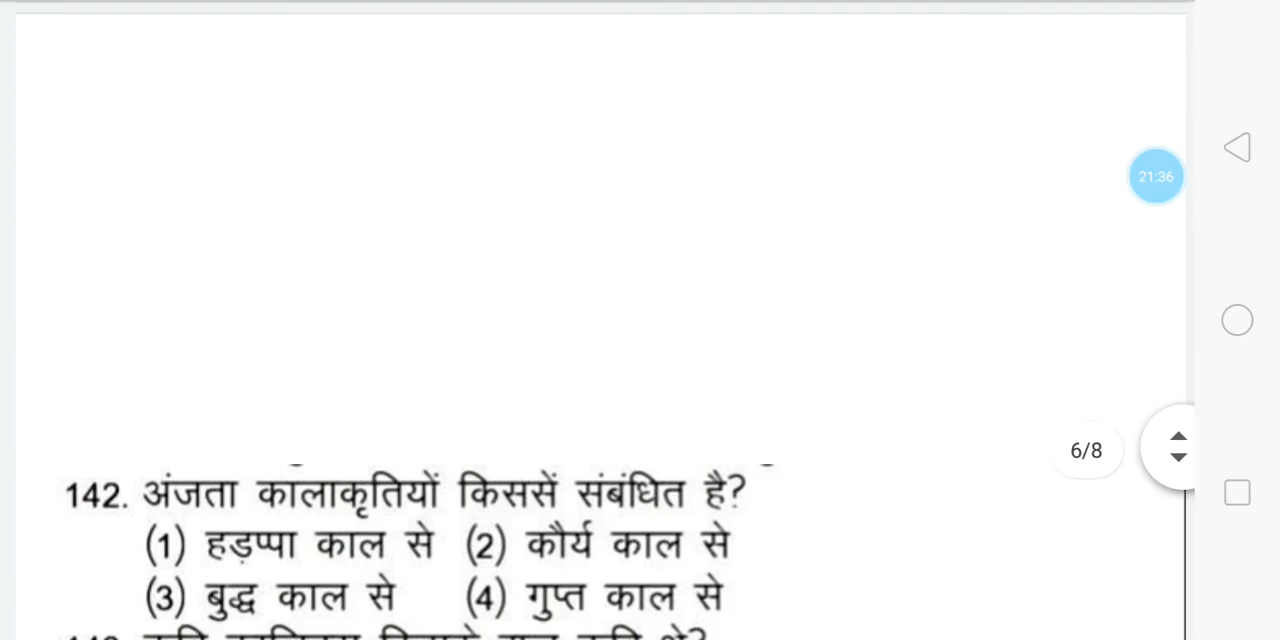 21:36
6/8
142. अंजता कालाकृतियों किससें संबंधित है?
(1) हड़प्पा काल से (2) कौर्य काल से
(3) बुद्ध काल से (4) गुप्त काल से